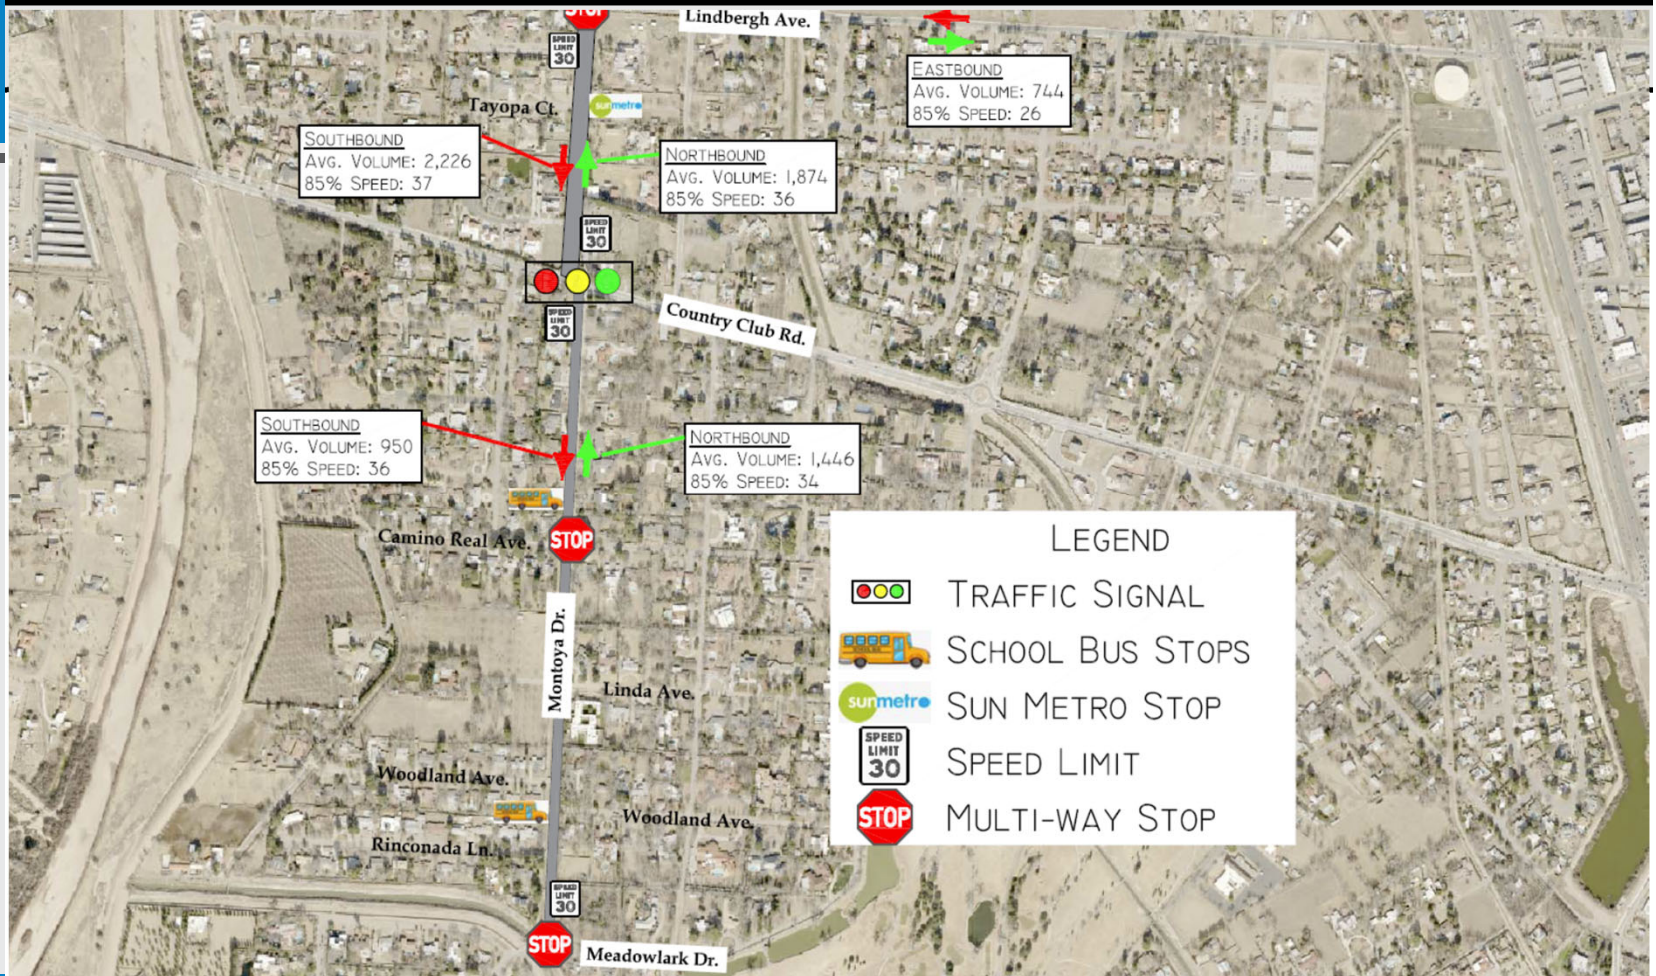 STOP
Lindbergh Ave.
SPEED
LIMIT
30
EASTBOUND
AVG. VOLUME: 744
85% SPEED: 26
Tayopa Ct.
sunmetro
SOUTHBOUND
AVG. VOLUME: 2,226
85% SPEED: 37
NORTHBOUND
AVG. VOLUME: 1,874
85% SPEED: 36
SPEED
LIMIT
30
SPEED
LIMIT
30
Country Club Rd.
SOUTHBOUND
AVG. VOLUME: 950
85% SPEED: 36
NORTHBOUND
AVG. VOLUME: 1,446
85% SPEED: 34
Camino Real Ave.
STOP
Montoya Dr.
Linda Ave.
Woodland Ave.
Woodland Ave.
Rinconada Ln.
SPEED
LIMIT
30
STOP
Meadowlark Dr.
LEGEND
TRAFFIC SIGNAL
SCHOOL BUS STOPS
sunmetro
SUN METRO STOP
SPEED
LIMIT
30
SPEED LIMIT
STOP
MULTI-WAY STOP